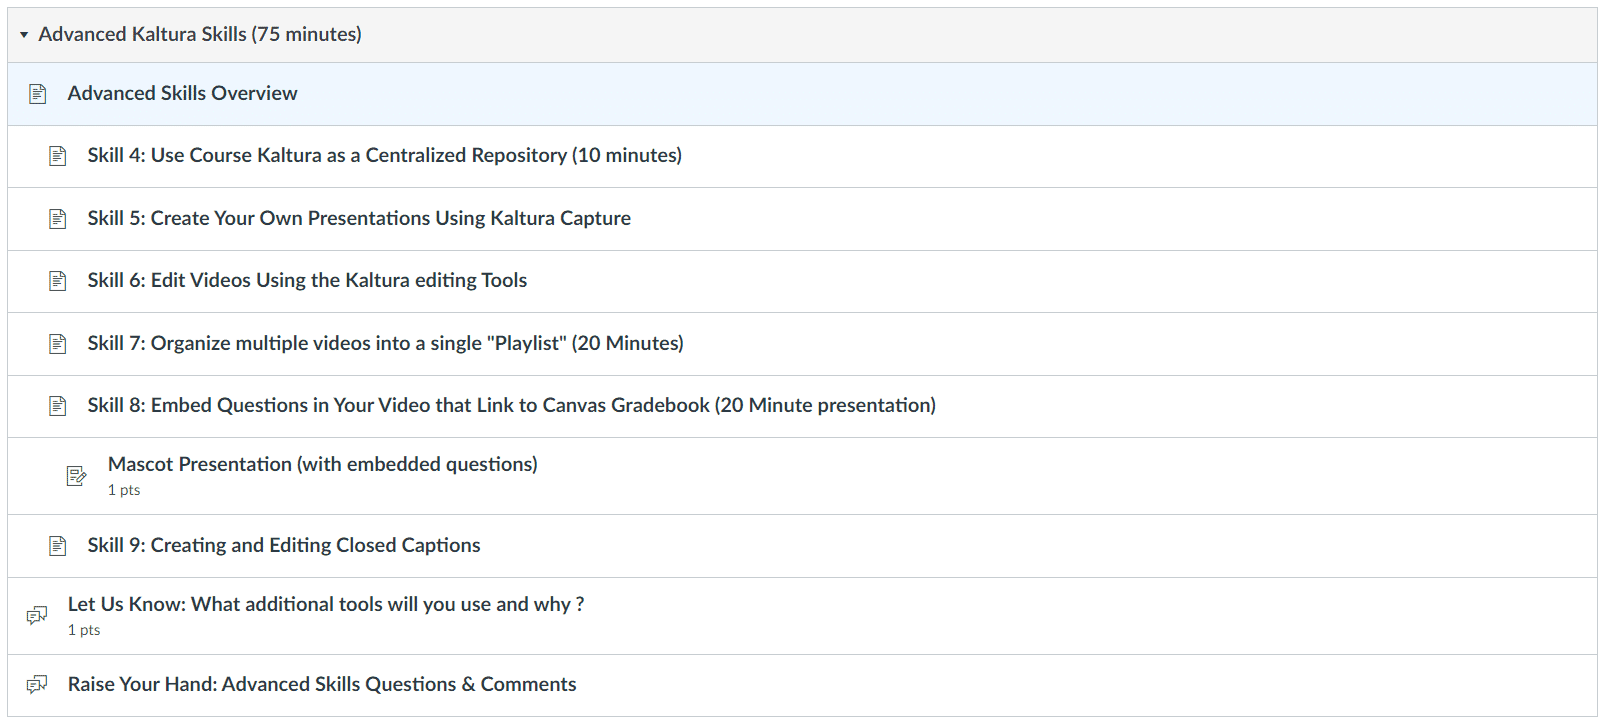 Advanced Kaltura Skills (75 minutes)
Advanced Skills Overview
Skill 4: Use Course Kaltura as a Centralized Repository (10 minutes)
Skill 5: Create Your Own Presentations Using Kaltura Capture
Skill 6: Edit Videos Using the Kaltura editing Tools
Skill 7: Organize multiple videos into a single "Playlist" (20 Minutes)
Skill 8: Embed Questions in Your Video that Link to Canvas Gradebook (20 Minute presentation)
Mascot Presentation (with embedded questions)
1 pts
Skill 9: Creating and Editing Closed Captions
Let Us Know: What additional tools will you use and why ?
1 pts
Raise Your Hand: Advanced Skills Questions & Comments